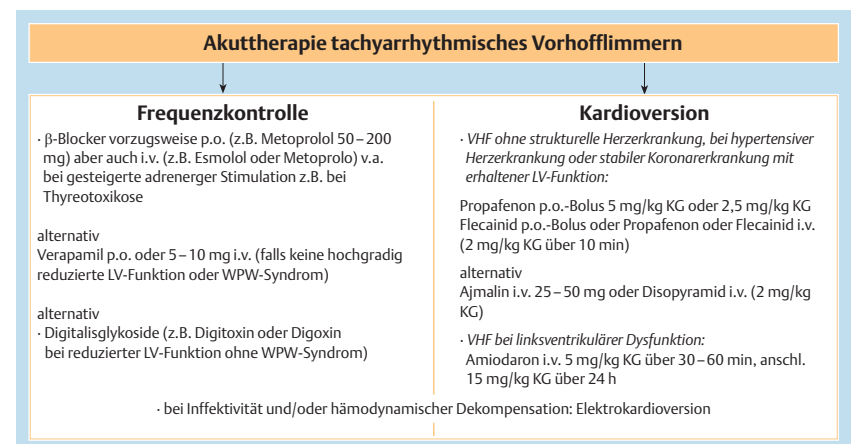 Akuttherapie tachyarrhythmisches Vorhofflimmern
Frequenzkontrolle
· β-Blocker vorzugsweise p.o. (z.B. Metoprolol 50–200
mg) aber auch i.v. (z.B. Esmolol oder Metoprolo) v.a.
bei gesteigerte adrenerger Stimulation z.B. bei
Thyreotoxikose
alternativ
Verapamil p.o. oder 5–10 mg i.v. (falls keine hochgradig
reduzierte LV-Funktion oder WPW-Syndrom)
alternativ
· Digitalisglykoside (z.B. Digitoxin oder Digoxin
bei reduzierter LV-Funktion ohne WPW-Syndrom)
Kardioversion
· VHF ohne strukturelle Herzerkrankung, bei hypertensiver
Herzerkrankung oder stabiler Koronarerkrankung mit
erhaltener LV-Funktion:
Propafenon p.o.-Bolus 5 mg/kg KG oder 2,5 mg/kg KG
Flecainid p.o.-Bolus oder Propafenon oder Flecainid i.v.
(2 mg/kg KG über 10 min)
alternativ
Ajmalin i.v. 25–50 mg oder Disopyramid i.v. (2 mg/kg
KG)
· VHF bei linksventrikulärer Dysfunktion:
Amiodaron i.v. 5 mg/kg KG über 30–60 min, anschl.
15 mg/kg KG über 24 h
· bei Inffektivität und/oder hämodynamischer Dekompensation: Elektrokardioversion